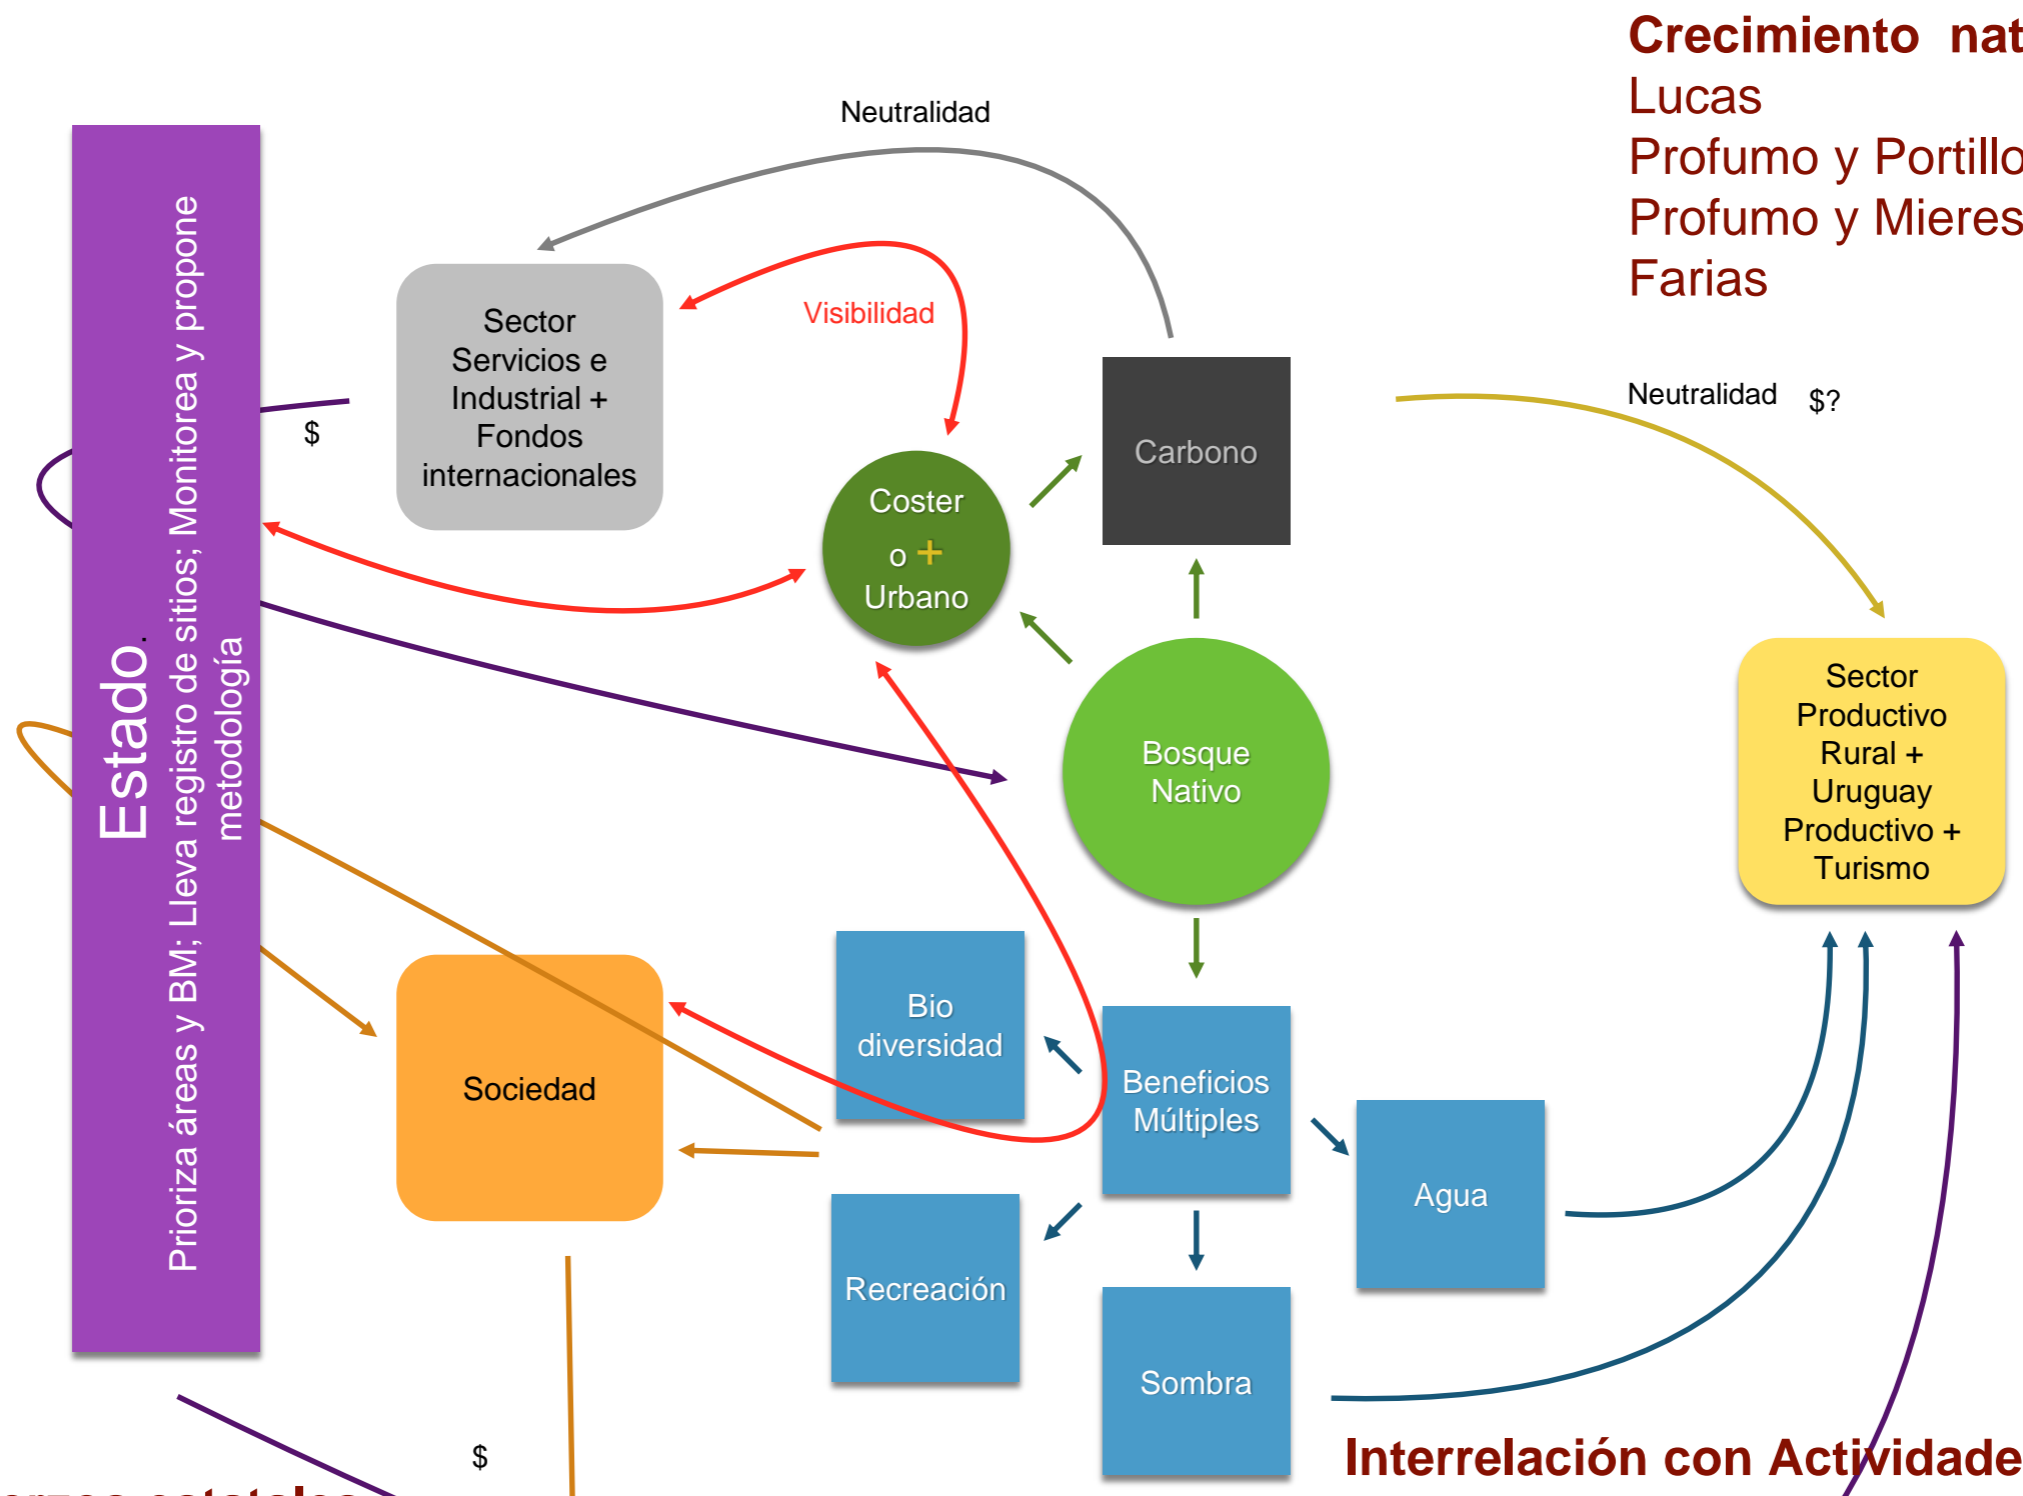 Crecimiento nat
Lucas
Profumo y Portillo
Profumo y Mieres
Farias
Neutralidad
Visibilidad
Sector
Servicios e
Industrial +
Fondos
internacionales
$
Neutralidad $?
Carbono
Coster
o +
Urbano
Estado.
Prioriza áreas y BM; Lleva registro de sitios; Monitorea y propone
metodología
Bosque
Nativo
Sector
Productivo
Rural +
Uruguay
Productivo +
Turismo
Bio
diversidad
Sociedad
Beneficios
Múltiples
Agua
Recreación
Sombra
$
Interrelación con Actividade
estatales